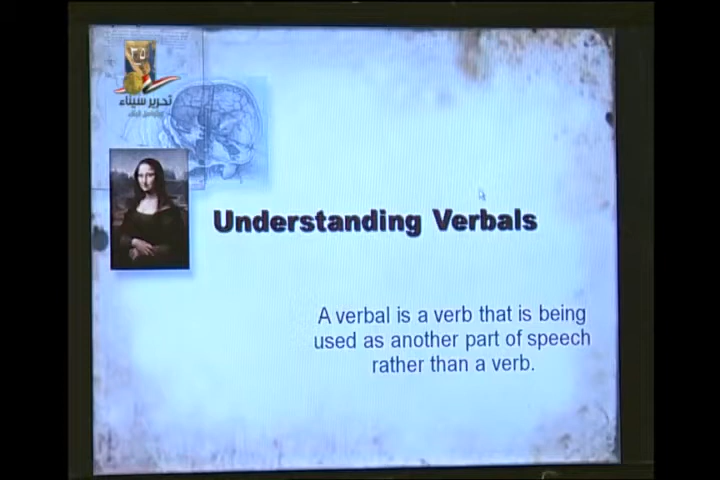 ٣٥
تحرير سيناء
Understanding Verbals
A verbal is a verb that is being
used as another part of speech
rather than a verb.